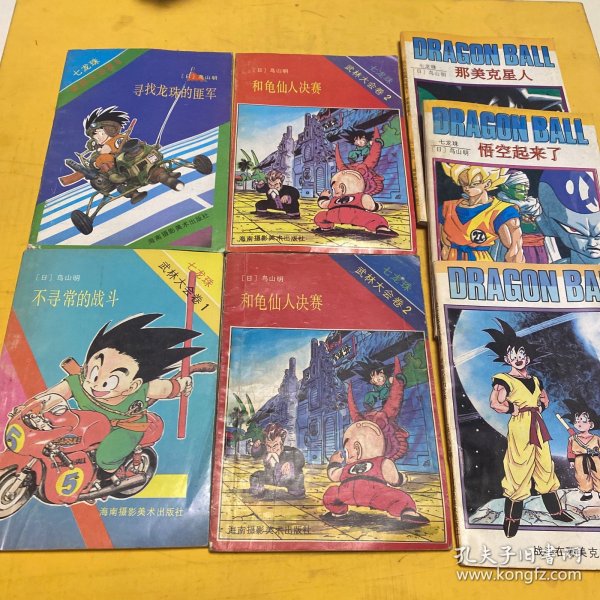 七龙珠
[日] 鸟山明
寻找龙珠的匪军
海南摄影美术出版社
[日] 鸟山明
和龟仙人决赛
七龙珠
武林大会卷2
海南摄影美术出版社
DRAGON BALL
七龙珠
[日] 鸟山明
那美克星人
DRAGON BALL
七龙珠
[日] 鸟山明
悟空起来了
[日] 鸟山明
不寻常的战斗
七龙珠
武林大会卷1
5
5
海南摄影美术出版社
[日] 鸟山明
和龟仙人决赛
七龙珠
武林大会卷2
海南摄影美术出版社
DRAGON BA
孔夫子旧书网
www.kongfz.com